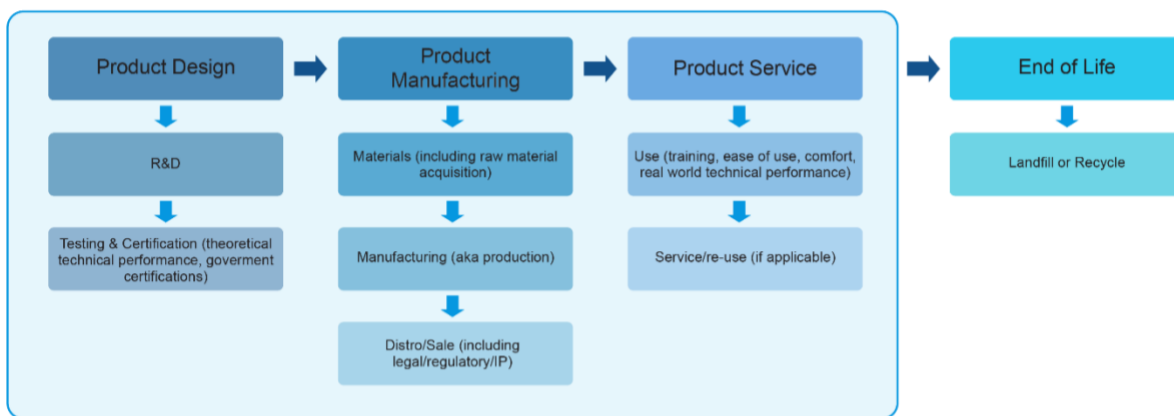 Product Design
Product
Manufacturing
Product Service
End of Life
R&D
Materials (including raw material
acquisition)
Use (training, ease of use, comfort,
real world technical performance)
Landfill or Recycle
Testing & Certification (theoretical
technical performance, goverment
certifications)
Manufacturing (aka production)
Service/re-use (if applicable)
Distro/Sale (including
legal/regulatory/IP)